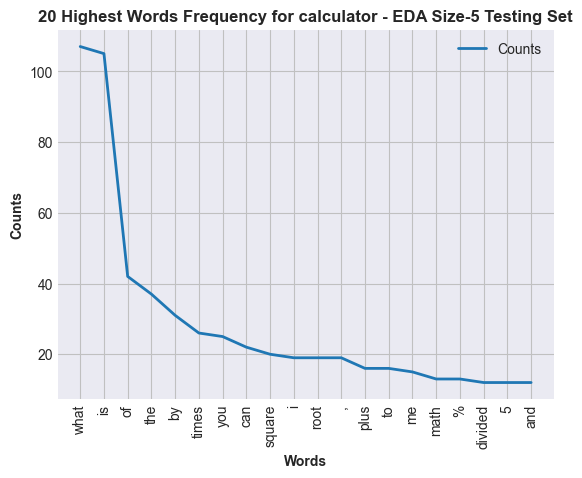 20 Highest Words Frequency for calculator - EDA Size-5 Testing Set
Counts
100
80
60
40
20
Counts
what
is
of
the
by
times
you
can
square
i
root
,
plus
to
me
math
%
divided
5
and
Words